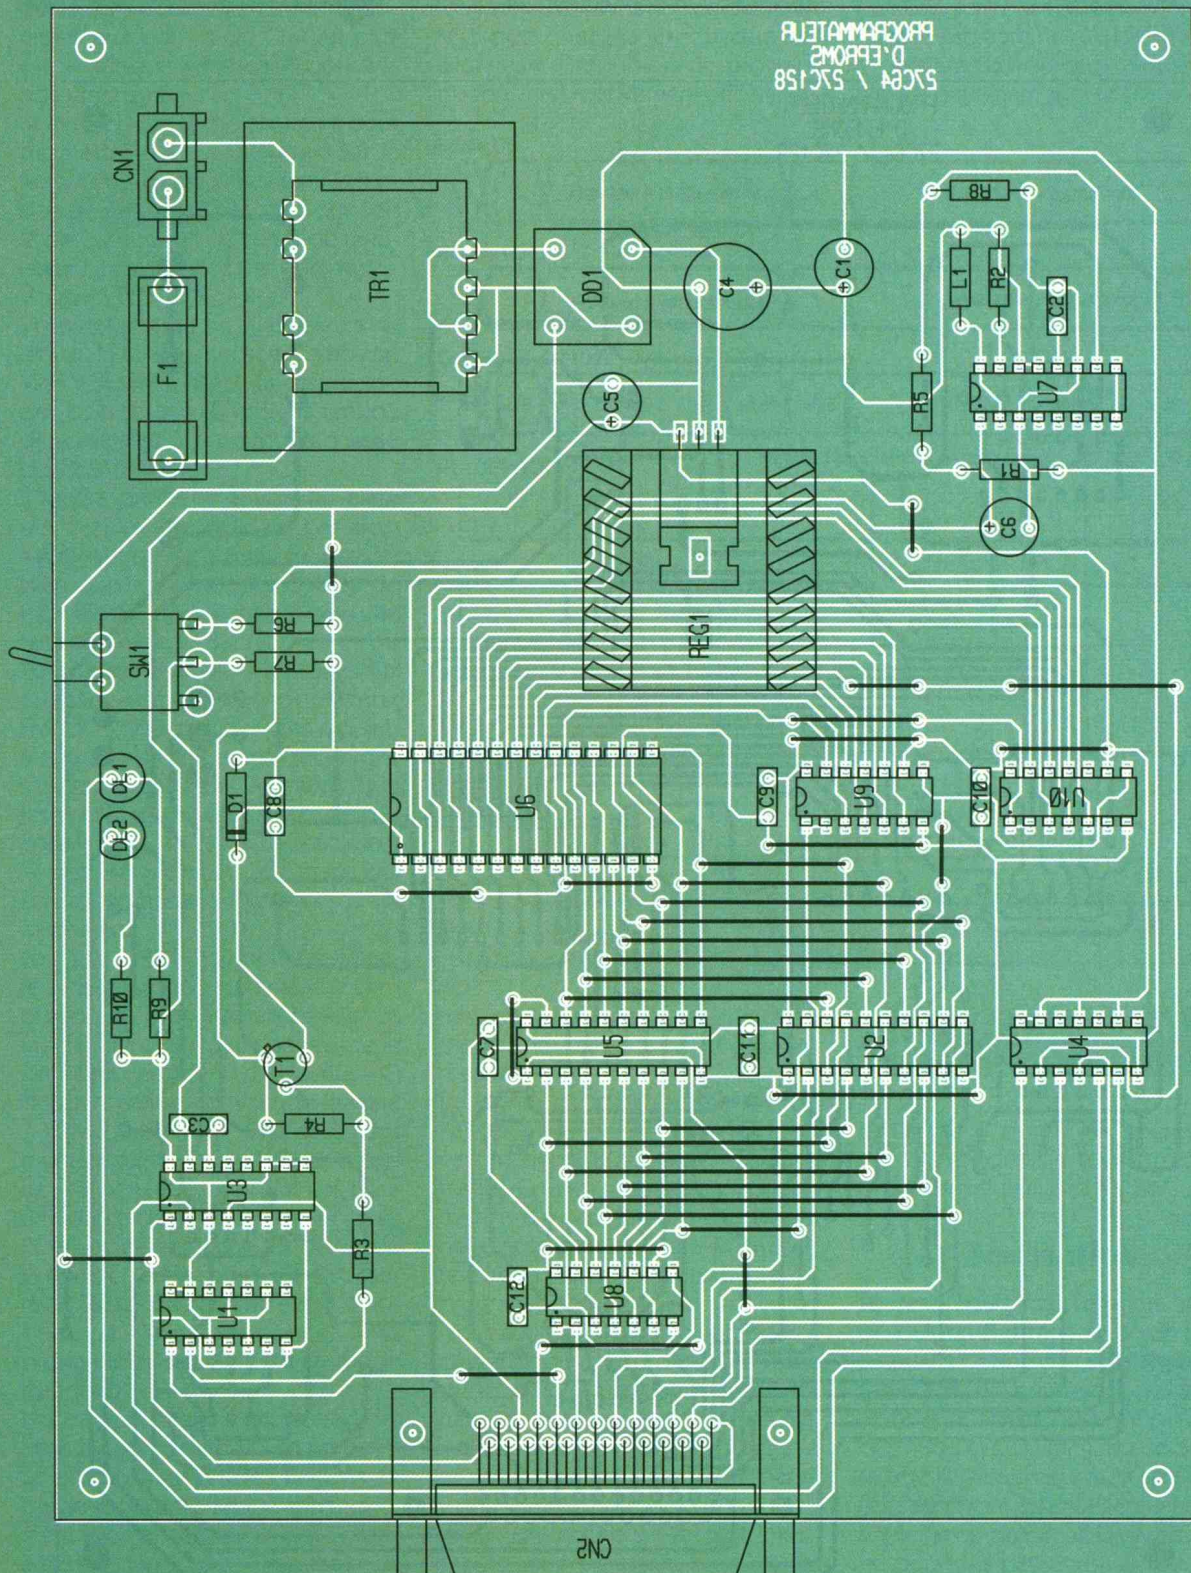 PROGRAMMATEUR
D'EPROMS
27C64 / 27C128
CN1
TR1
DD1
C4
C1
R8
L1
R2
C2
F1
C5
R5
U7
R1
C6
REG1
SW1
R6
R7
DL1
DL2
D1
C8
U6
C9
U9
C10
U10
R10
R9
T1
C7
U5
C11
U2
U4
C3
R4
U3
R3
U1
C12
U8
CN2